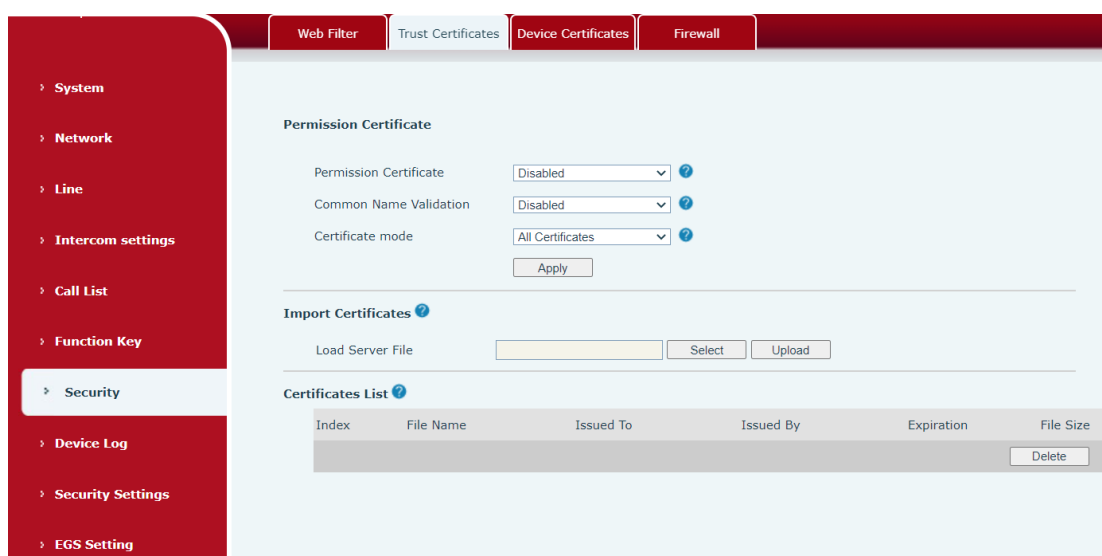 Web Filter Trust Certificates Device Certificates Firewall
System
Network
Line
Intercom settings
Call List
Function Key
Security
Device Log
Security Settings
EGS Setting
Permission Certificate
Permission Certificate Disabled
Common Name Validation Disabled
Certificate mode All Certificates
Apply
Import Certificates
Load Server File Select Upload
Certificates List
Index File Name Issued To Issued By Expiration File Size
Delete